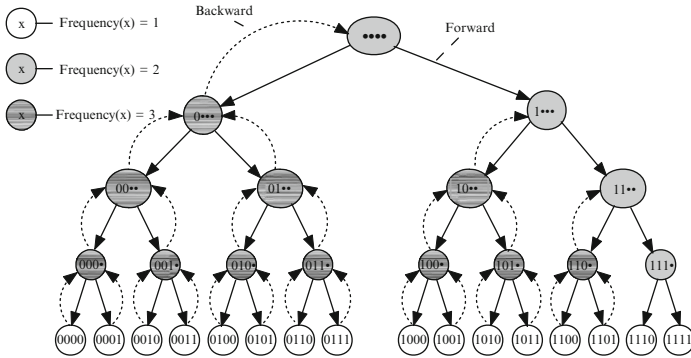 Backward
Forward
x Frequency(x) = 1
x Frequency(x) = 2
x Frequency(x) = 3
••••
0••• 1•••
00•• 01•• 10•• 11••
000• 001• 010• 011• 100• 101• 110• 111•
0000 0001 0010 0011 0100 0101 0110 0111 1000 1001 1010 1011 1100 1101 1110 1111